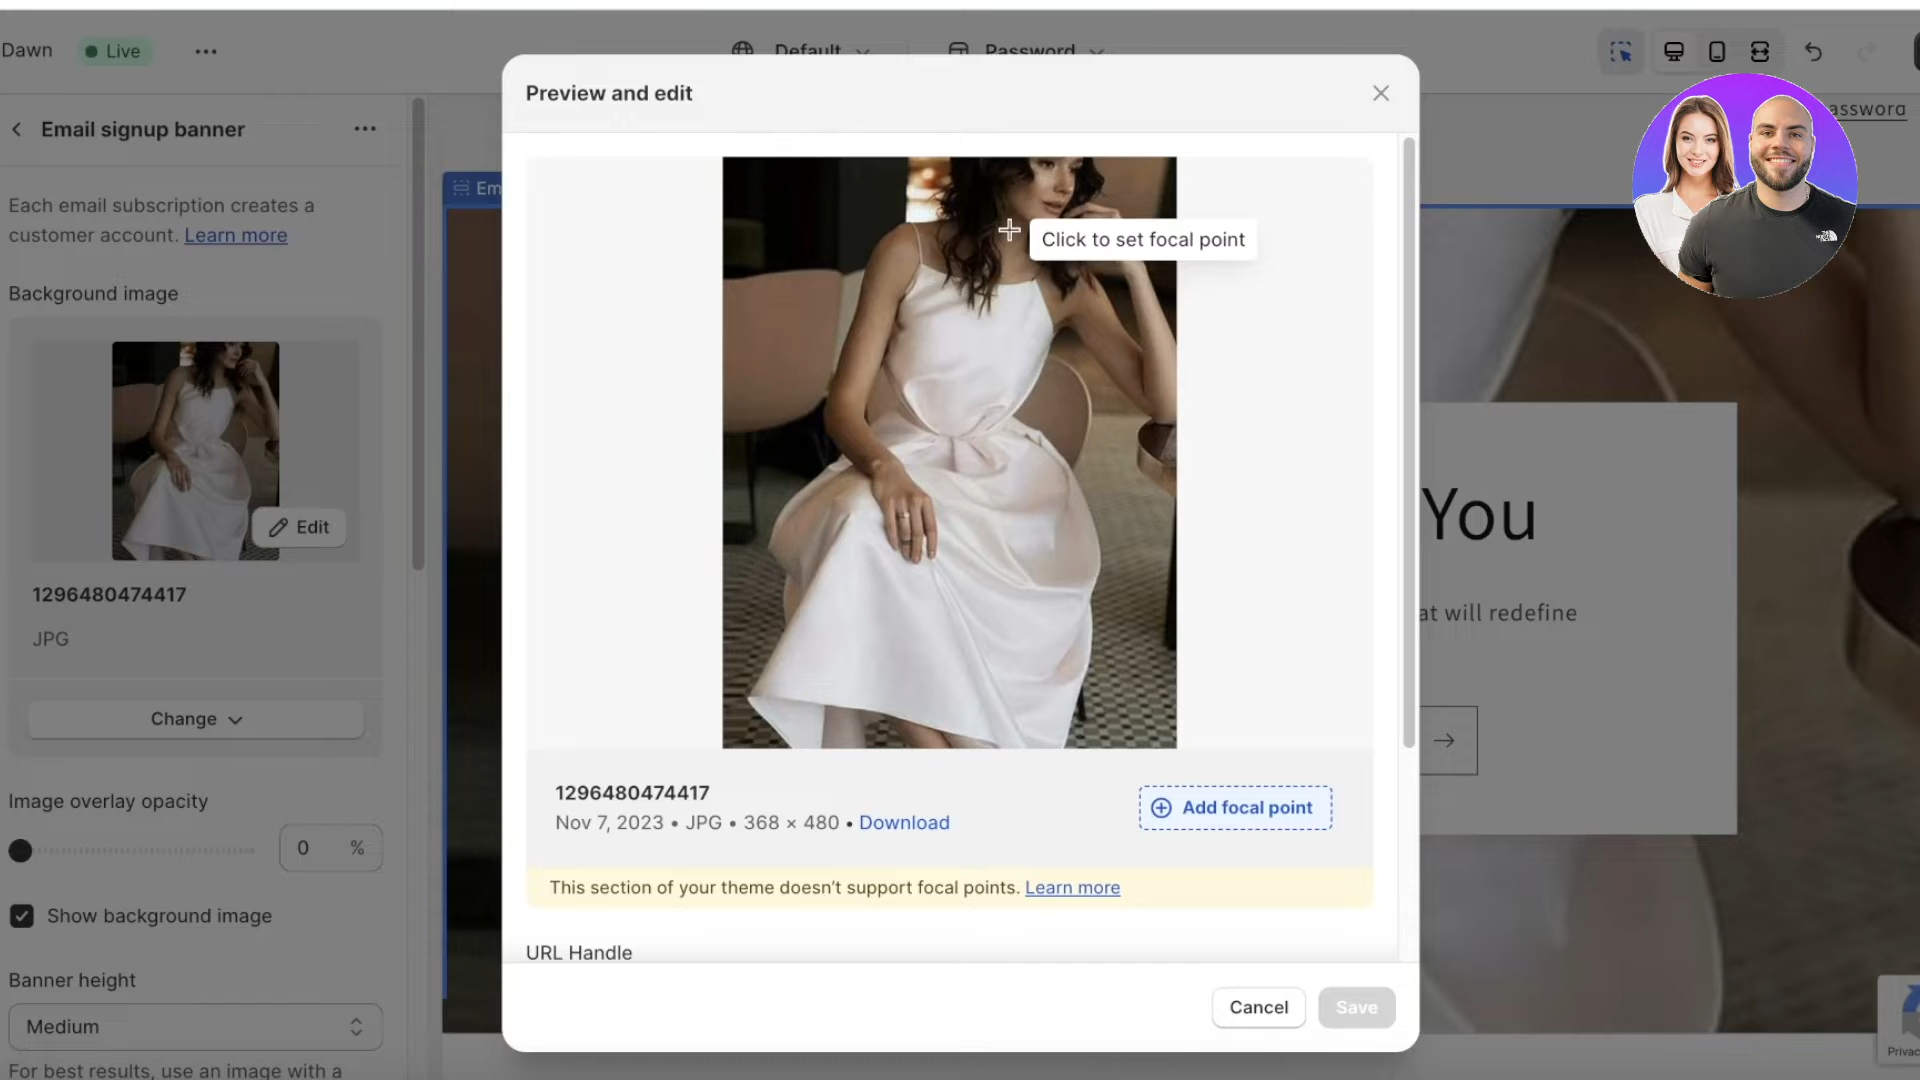 Dawn
Live
Default
Password
assword
Email signup banner
Each email subscription creates a
customer account. Learn more
Background image
Edit
1296480474417
JPG
Change
Image overlay opacity
0 %
Show background image
Banner height
Medium
For best results, use an image with a
Em
Preview and edit
Click to set focal point
1296480474417
Nov 7, 2023 • JPG • 368 × 480 • Download
Add focal point
This section of your theme doesn't support focal points. Learn more
URL Handle
Cancel
Save
You
at will redefine
Privac